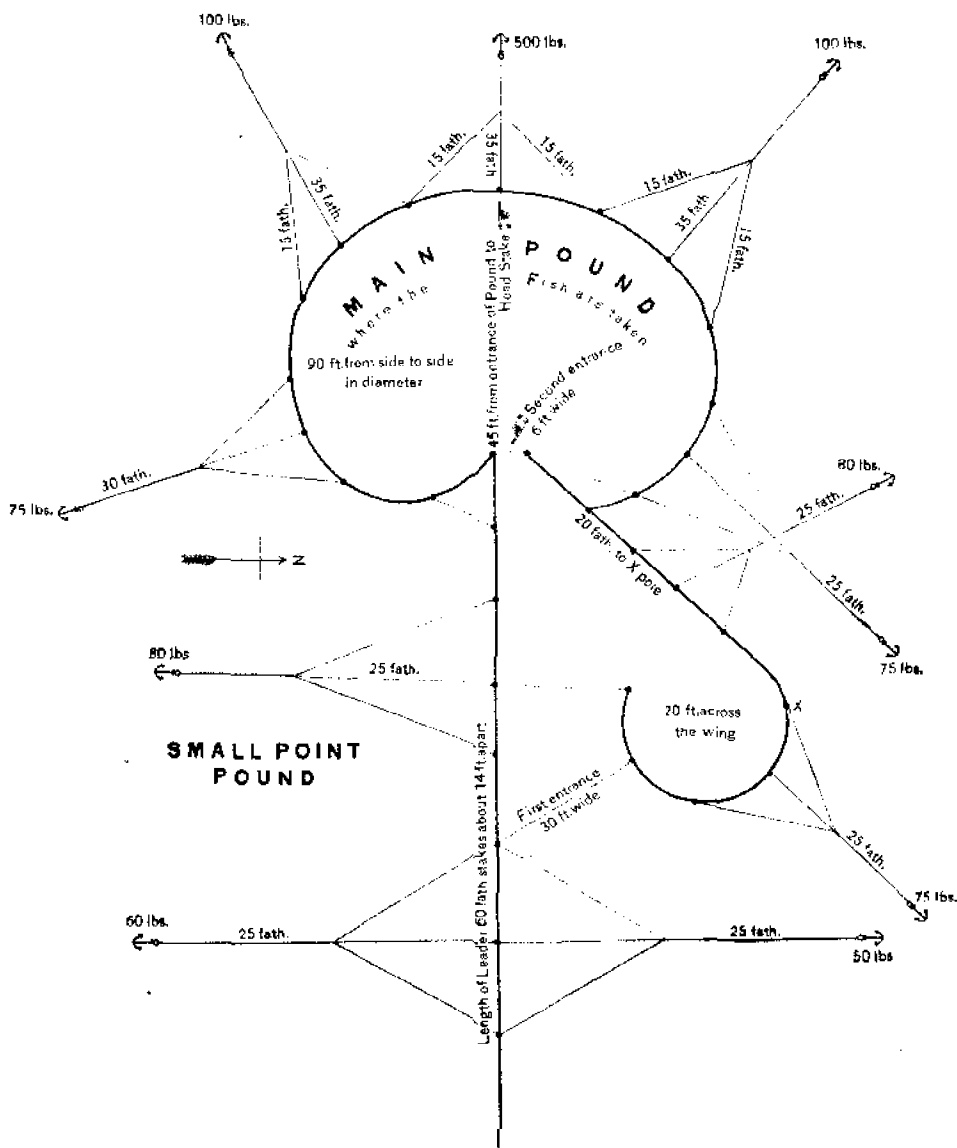 100 lbs.
500 lbs.
100 lbs.
15 fath.
35 fath
15 fath.
15 fath.
35 fath.
15 fath.
35 fath.
15 fath.
MAIN POUND
where the Fish are taken
45 ft. from entrance of Pound to
Head Stake
90 ft. from side to side
in diameter
Second entrance
6 ft. wide
30 fath.
75 lbs.
80 lbs.
25 fath.
N
20 fath. to X pole
25 fath.
75 lbs.
80 lbs
25 fath.
X
20 ft. across
the wing
SMALL POINT
POUND
First entrance
30 ft. wide
Length of Leader 60 fath stakes about 14 ft. apart
25 fath.
75 lbs.
60 lbs.
25 fath.
25 fath.
50 lbs